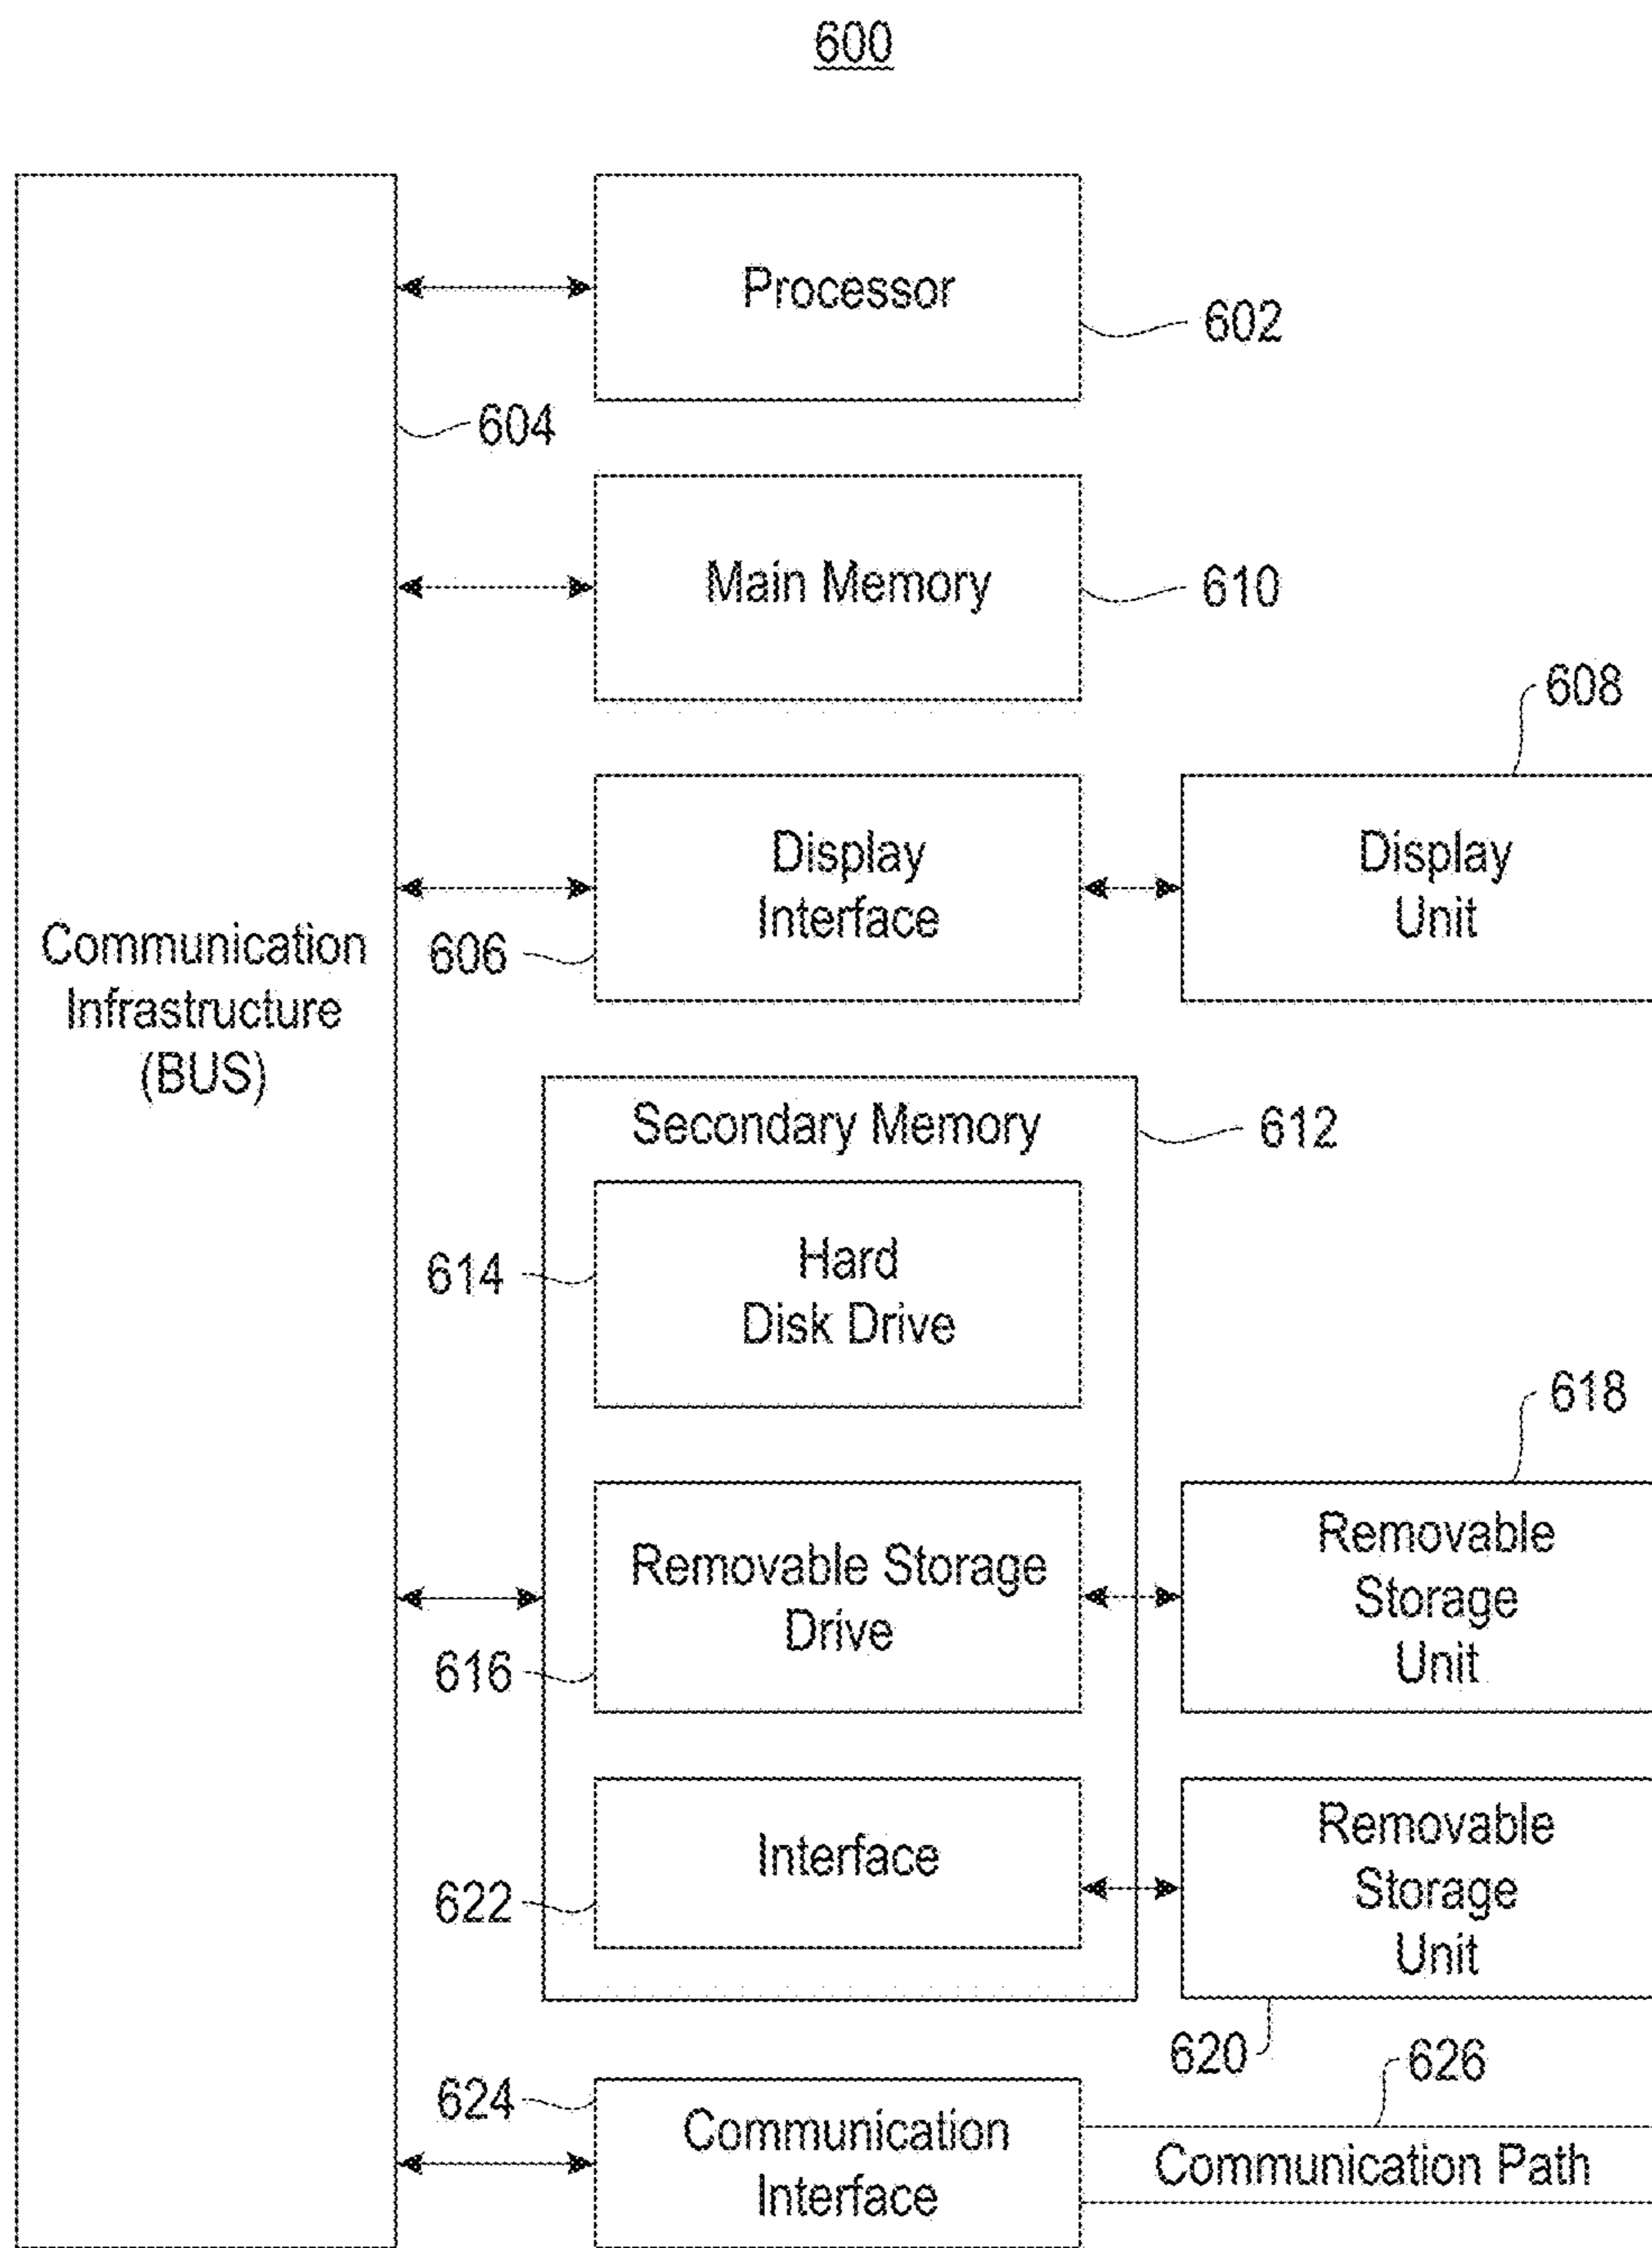 600
Processor
602
604
Main Memory
610
608
Display
Interface
606
Display
Unit
Communication
Infrastructure
(BUS)
Secondary Memory
612
Hard
Disk Drive
614
618
Removable Storage
Drive
616
Removable
Storage
Unit
Interface
622
Removable
Storage
Unit
620
626
624
Communication
Interface
Communication Path